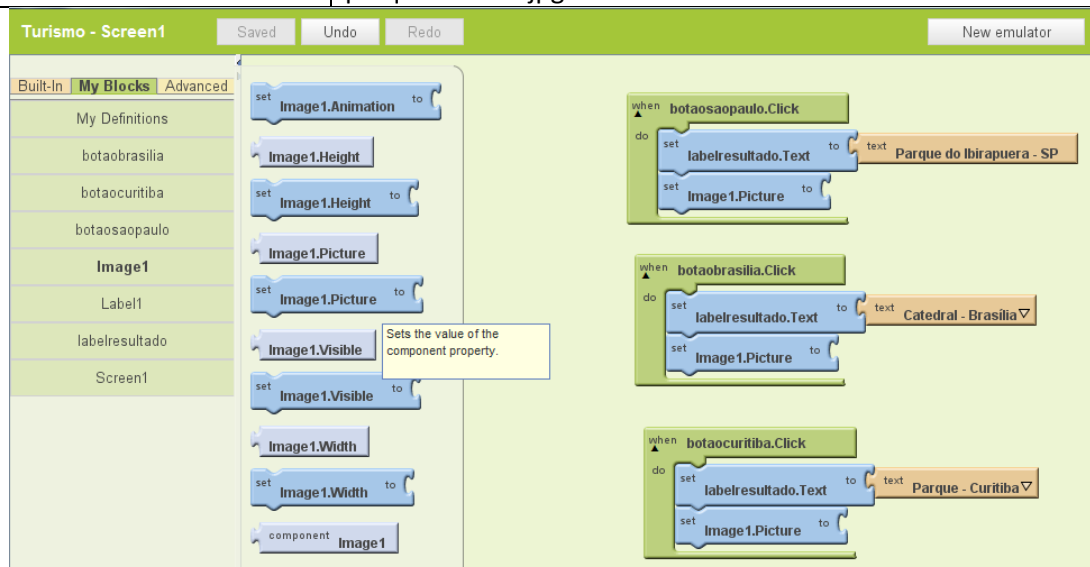 Turismo - Screen1
Saved
Undo
Redo
New emulator
Built-In
My Blocks
Advanced
My Definitions
botaobrasilia
botaocuritiba
botaosaopaulo
Image1
Label1
labelresultado
Screen1
set Image1.Animation to
Image1.Height
set Image1.Height to
Image1.Picture
set Image1.Picture to
Sets the value of the
component property.
Image1.Visible
set Image1.Visible to
Image1.Width
set Image1.Width to
component Image1
when botaosaopaulo.Click
do set labelresultado.Text to text Parque do Ibirapuera - SP
set Image1.Picture to
when botaobrasilia.Click
do set labelresultado.Text to text Catedral - Brasília
set Image1.Picture to
when botaocuritiba.Click
do set labelresultado.Text to text Parque - Curitiba
set Image1.Picture to